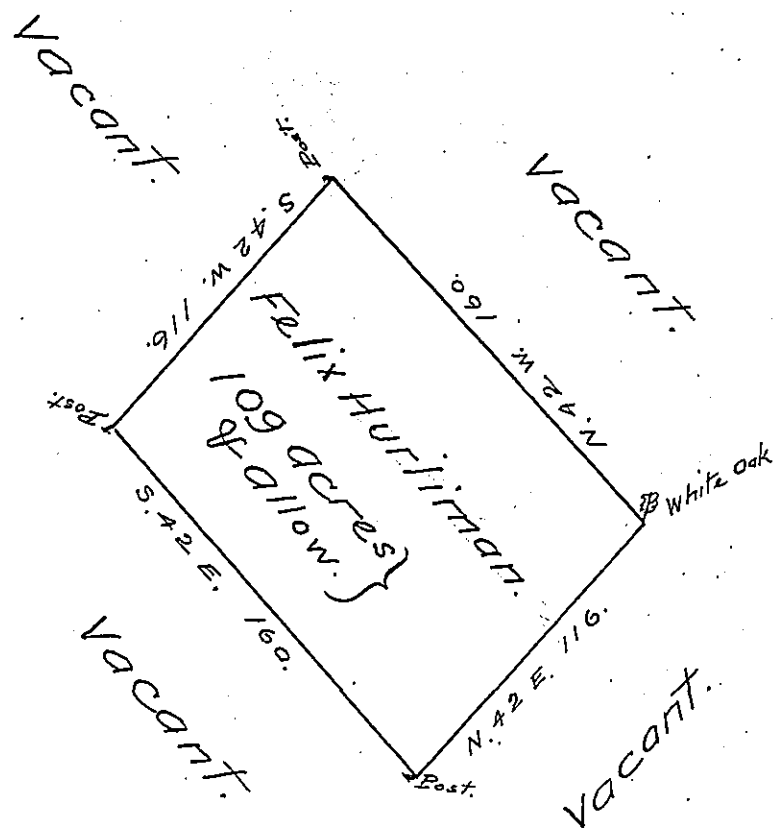 Vacant.
Post.
Vacant.
S. 42 W. 116.
N. 42 W. 160.
Felix Hurliman.
109 acres
& allow.
Post.
White Oak
S. 42 E. 160.
N. 42 E. 116.
Vacant.
Post.
Vacant.